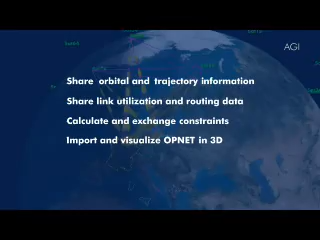 AGI
Share orbital and trajectory information
Share link utilization and routing data
Calculate and exchange constraints
Import and visualize OPNET in 3D